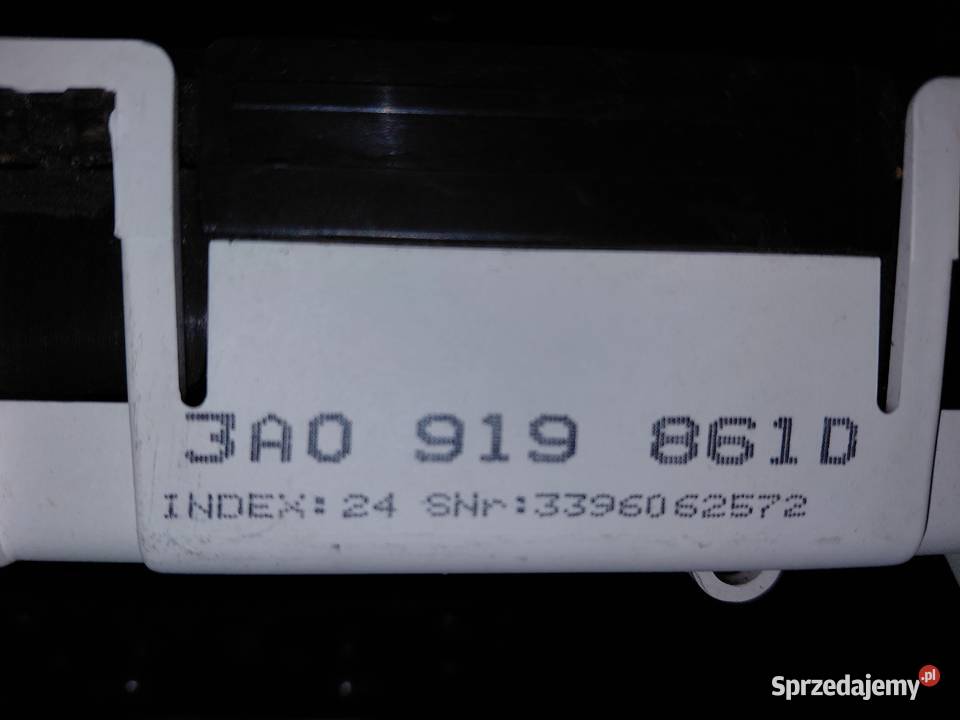 3A0 919 861D
INDEX: 24 SNr:3396062572
Sprzedajemy.pl